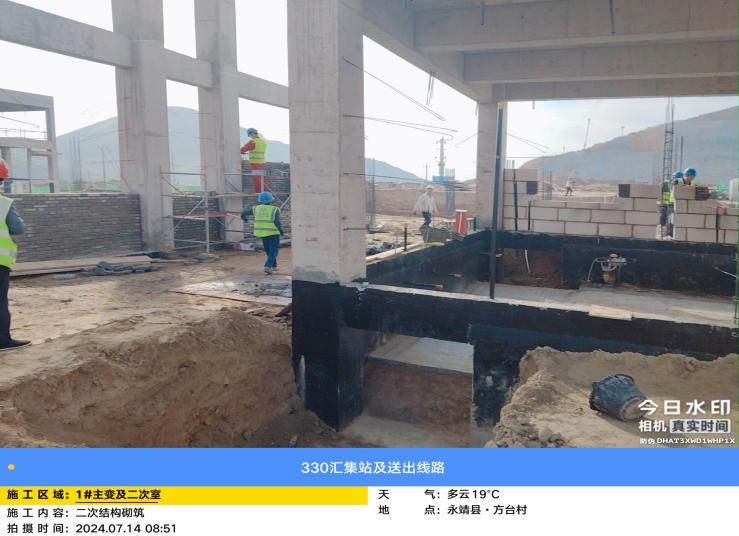 今日水印
相机 真实时间
防伪 DHAT3XWD1WHP1X
330汇集站及送出线路
施工区域：1#主变及二次室
天气：多云 19℃
施工内容：二次结构砌筑
地点：永靖县·方台村
拍摄时间：2024.07.14 08:51